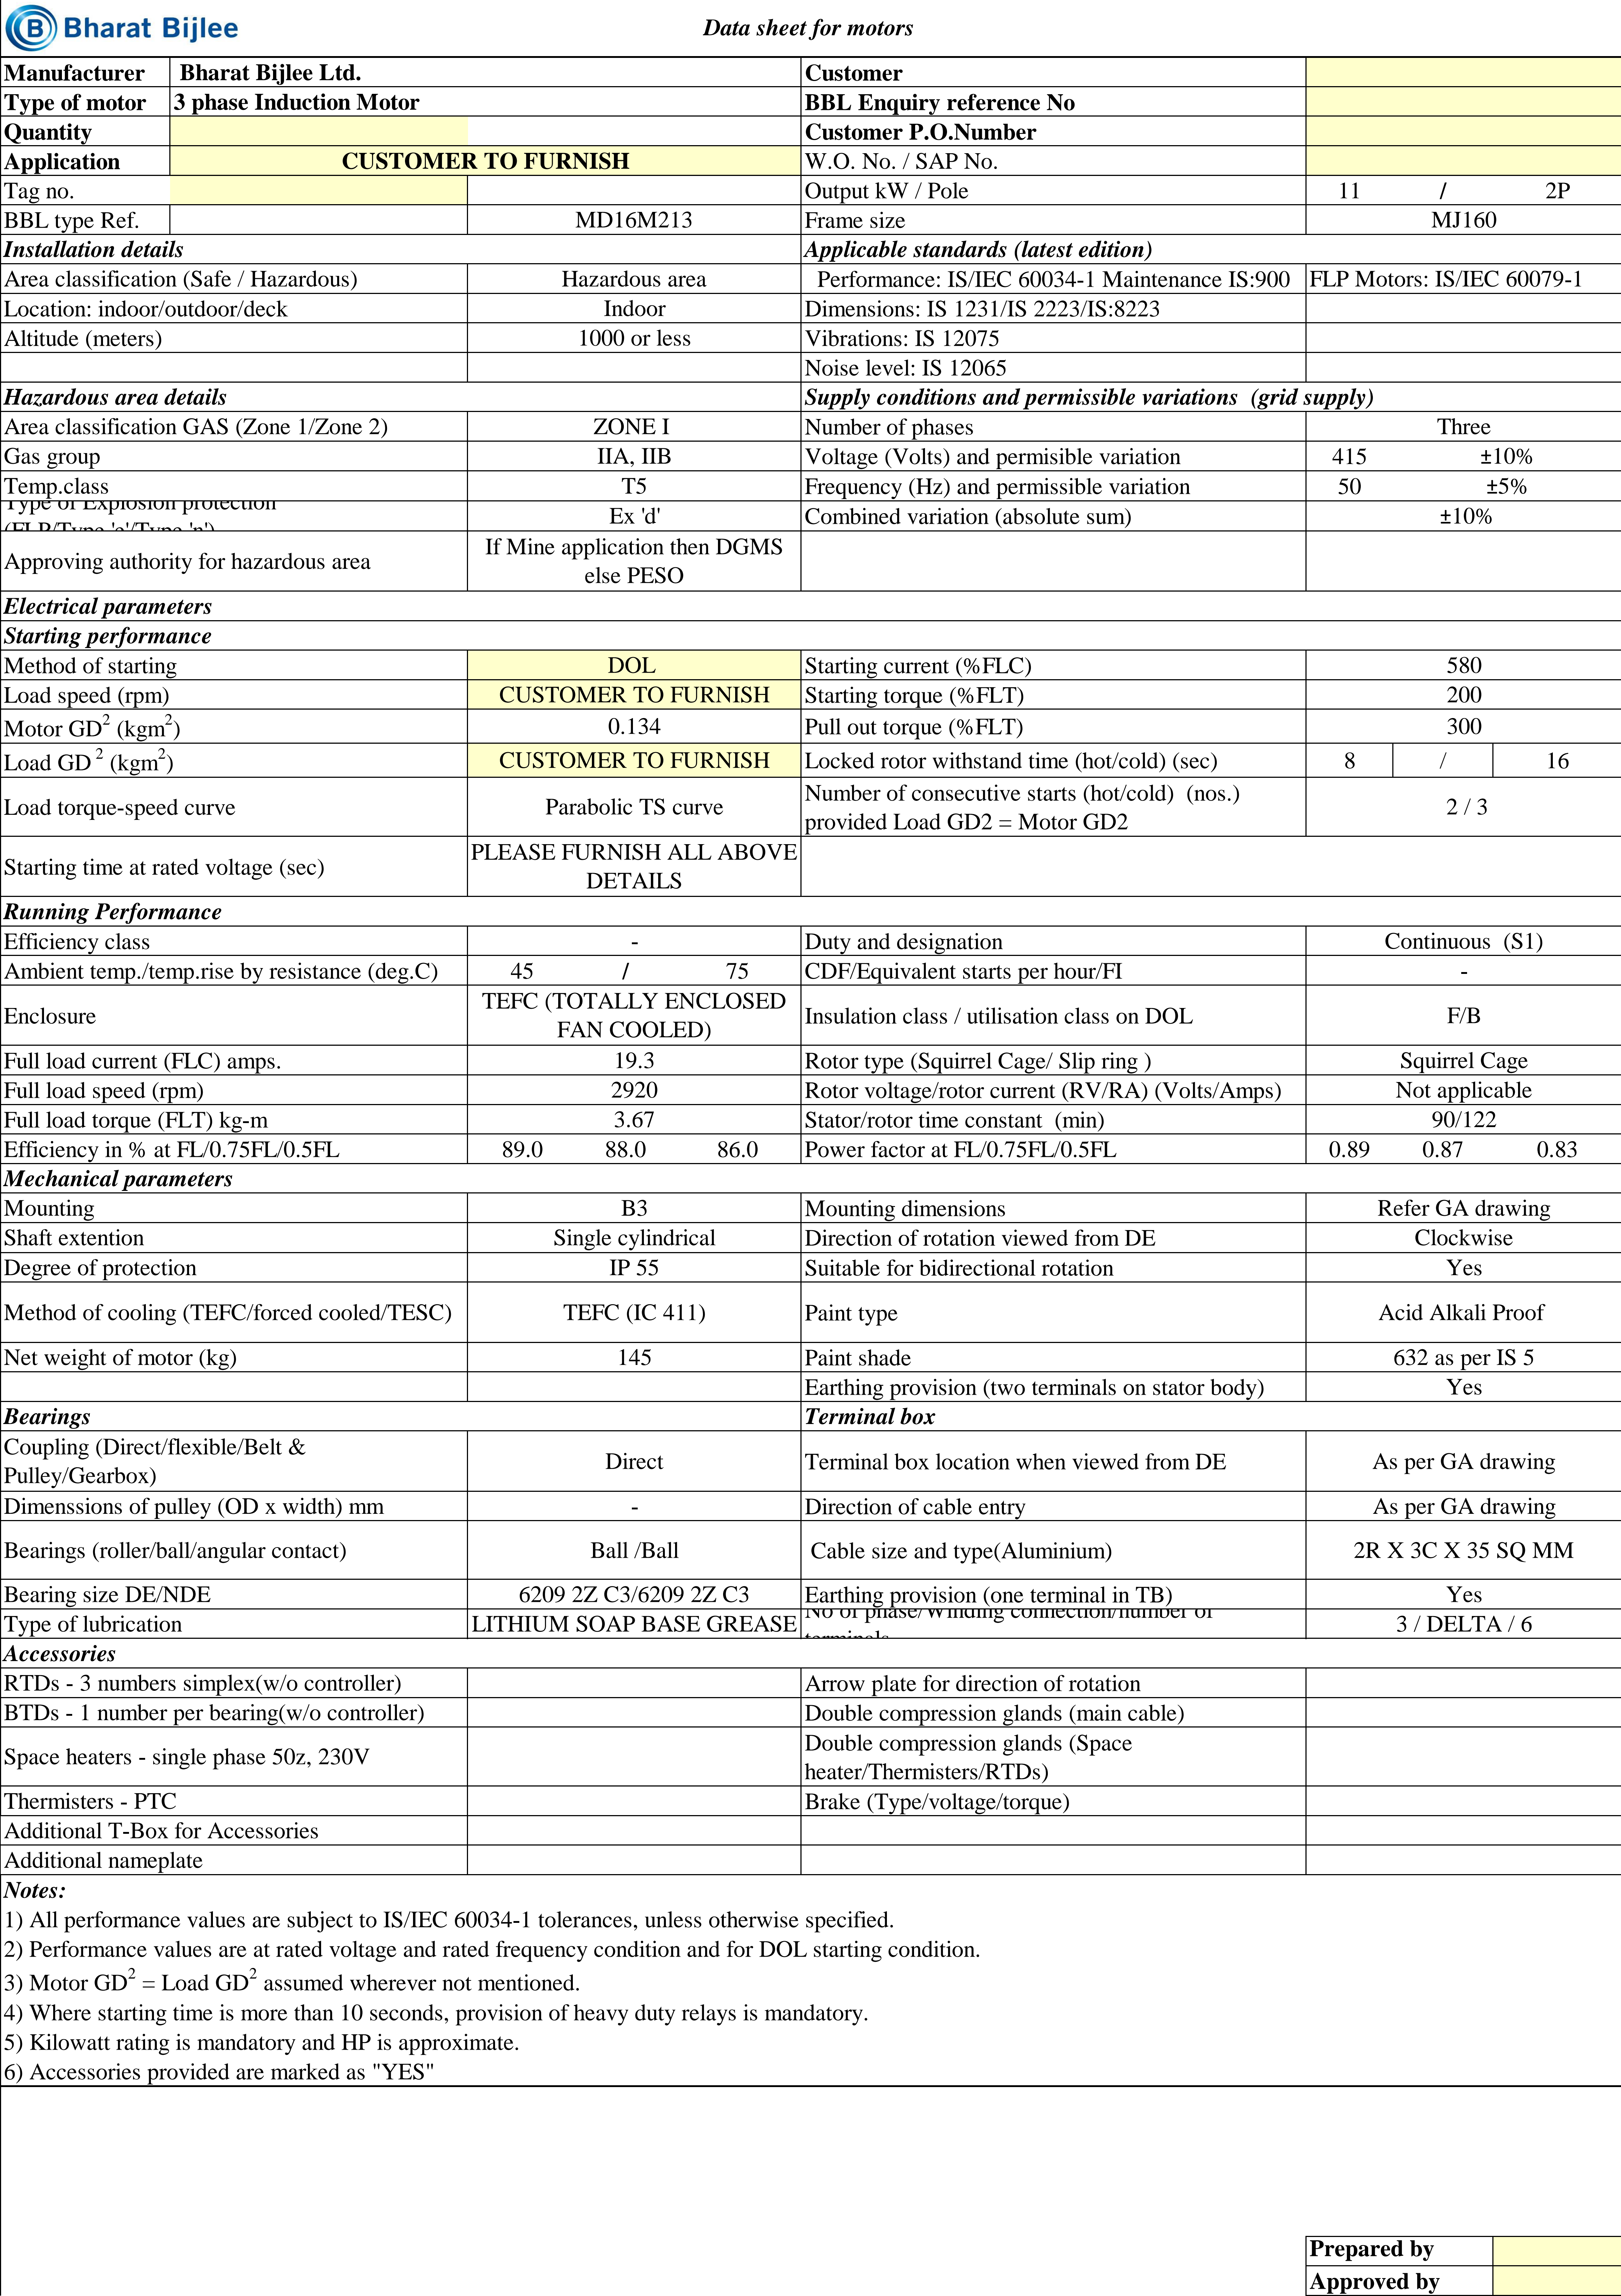 Bharat Bijlee
Data sheet for motors
Manufacturer Bharat Bijlee Ltd. Customer
Type of motor 3 phase Induction Motor BBL Enquiry reference No
Quantity Customer P.O.Number
Application CUSTOMER TO FURNISH W.O. No. / SAP No.
Tag no. Output kW / Pole 11 / 2P
BBL type Ref. MD16M213 Frame size MJ160
Installation details Applicable standards (latest edition)
Area classification (Safe / Hazardous) Hazardous area Performance: IS/IEC 60034-1 Maintenance IS:900 FLP Motors: IS/IEC 60079-1
Location: indoor/outdoor/deck Indoor Dimensions: IS 1231/IS 2223/IS:8223
Altitude (meters) 1000 or less Vibrations: IS 12075
Noise level: IS 12065
Hazardous area details Supply conditions and permissible variations (grid supply)
Area classification GAS (Zone 1/Zone 2) ZONE I Number of phases Three
Gas group IIA, IIB Voltage (Volts) and permisible variation 415 ±10%
Temp.class T5 Frequency (Hz) and permissible variation 50 ±5%
Type of Explosion protection
(FLP/Type 'e'/Type 'n') Ex 'd' Combined variation (absolute sum) ±10%
Approving authority for hazardous area If Mine application then DGMS
else PESO
Electrical parameters
Starting performance
Method of starting DOL Starting current (%FLC) 580
Load speed (rpm) CUSTOMER TO FURNISH Starting torque (%FLT) 200
Motor GD2 (kgm2) 0.134 Pull out torque (%FLT) 300
Load GD 2 (kgm2) CUSTOMER TO FURNISH Locked rotor withstand time (hot/cold) (sec) 8 / 16
Load torque-speed curve Parabolic TS curve Number of consecutive starts (hot/cold) (nos.)
provided Load GD2 = Motor GD2 2 / 3
Starting time at rated voltage (sec) PLEASE FURNISH ALL ABOVE
DETAILS
Running Performance
Efficiency class - Duty and designation Continuous (S1)
Ambient temp./temp.rise by resistance (deg.C) 45 / 75 CDF/Equivalent starts per hour/FI -
Enclosure TEFC (TOTALLY ENCLOSED
FAN COOLED) Insulation class / utilisation class on DOL F/B
Full load current (FLC) amps. 19.3 Rotor type (Squirrel Cage/ Slip ring ) Squirrel Cage
Full load speed (rpm) 2920 Rotor voltage/rotor current (RV/RA) (Volts/Amps) Not applicable
Full load torque (FLT) kg-m 3.67 Stator/rotor time constant (min) 90/122
Efficiency in % at FL/0.75FL/0.5FL 89.0 88.0 86.0 Power factor at FL/0.75FL/0.5FL 0.89 0.87 0.83
Mechanical parameters
Mounting B3 Mounting dimensions Refer GA drawing
Shaft extention Single cylindrical Direction of rotation viewed from DE Clockwise
Degree of protection IP 55 Suitable for bidirectional rotation Yes
Method of cooling (TEFC/forced cooled/TESC) TEFC (IC 411) Paint type Acid Alkali Proof
Net weight of motor (kg) 145 Paint shade 632 as per IS 5
Earthing provision (two terminals on stator body) Yes
Bearings Terminal box
Coupling (Direct/flexible/Belt &
Pulley/Gearbox) Direct Terminal box location when viewed from DE As per GA drawing
Dimenssions of pulley (OD x width) mm - Direction of cable entry As per GA drawing
Bearings (roller/ball/angular contact) Ball /Ball Cable size and type(Aluminium) 2R X 3C X 35 SQ MM
Bearing size DE/NDE 6209 2Z C3/6209 2Z C3 Earthing provision (one terminal in TB) Yes
Type of lubrication LITHIUM SOAP BASE GREASE No of phase/Winding connection/number of
terminals 3 / DELTA / 6
Accessories
RTDs - 3 numbers simplex(w/o controller) Arrow plate for direction of rotation
BTDs - 1 number per bearing(w/o controller) Double compression glands (main cable)
Space heaters - single phase 50z, 230V Double compression glands (Space
heater/Thermisters/RTDs)
Thermisters - PTC Brake (Type/voltage/torque)
Additional T-Box for Accessories
Additional nameplate
Notes:
1) All performance values are subject to IS/IEC 60034-1 tolerances, unless otherwise specified.
2) Performance values are at rated voltage and rated frequency condition and for DOL starting condition.
3) Motor GD2 = Load GD2 assumed wherever not mentioned.
4) Where starting time is more than 10 seconds, provision of heavy duty relays is mandatory.
5) Kilowatt rating is mandatory and HP is approximate.
6) Accessories provided are marked as "YES"
Prepared by
Approved by